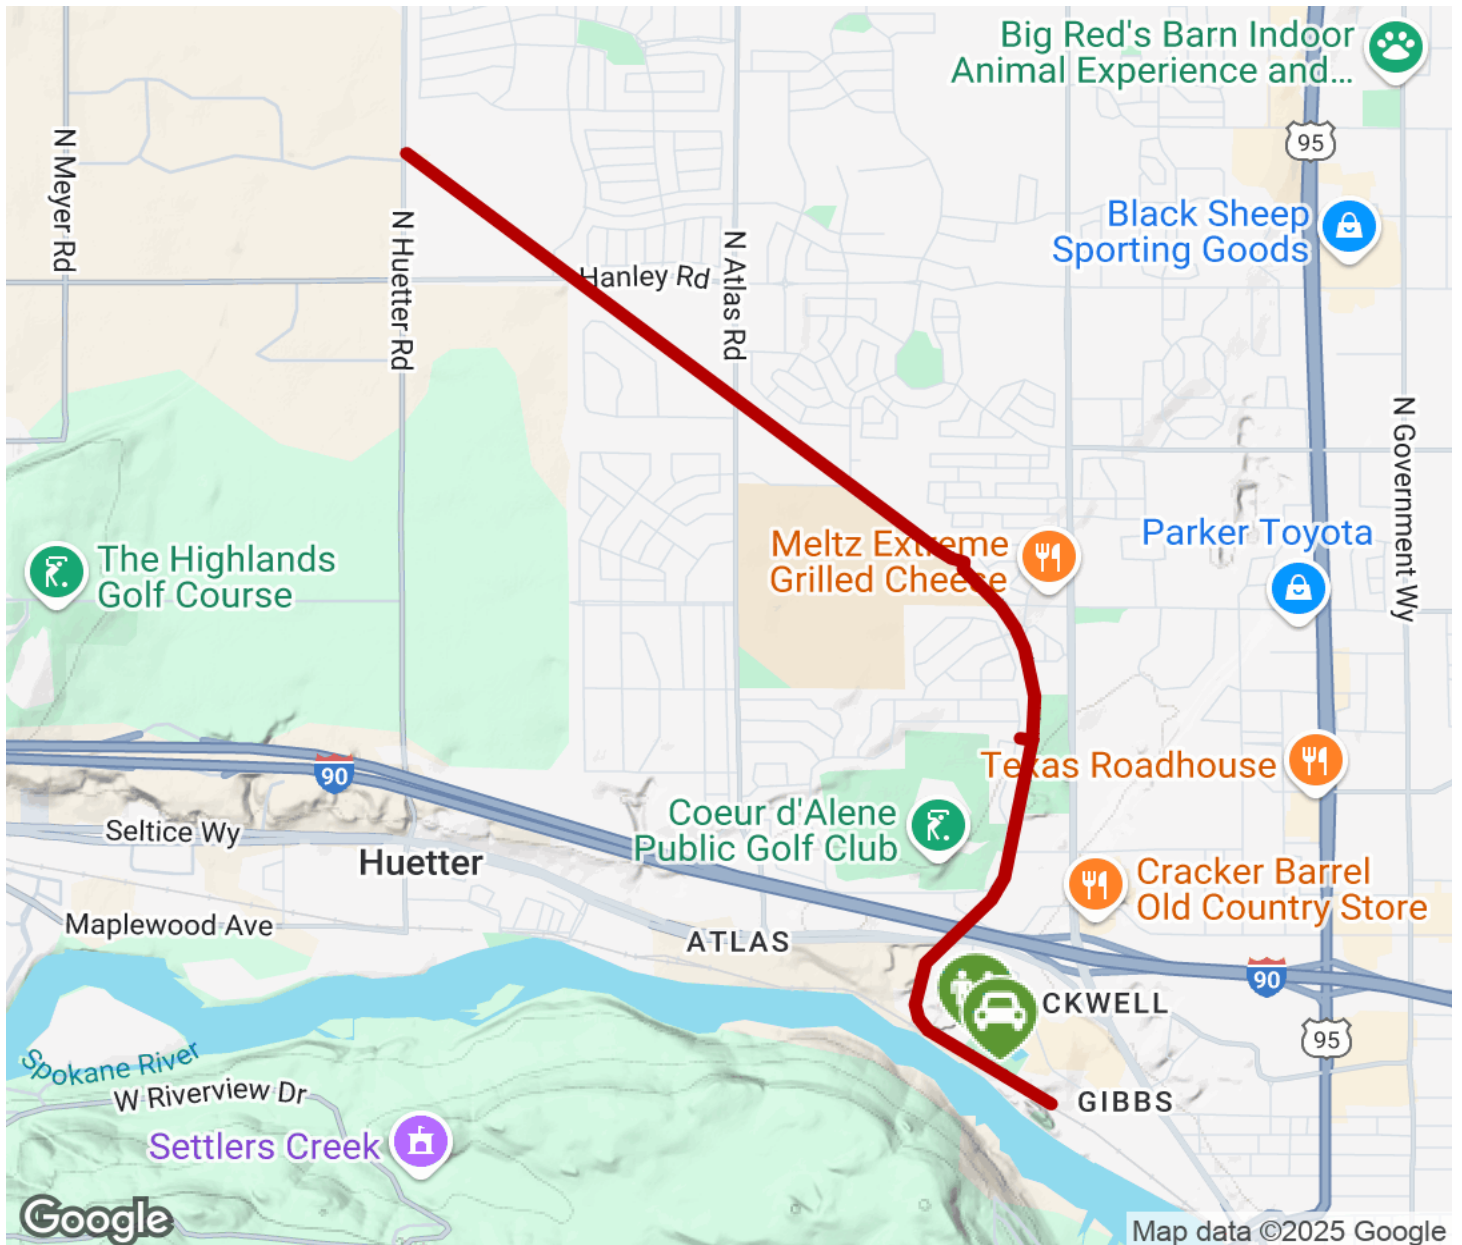 Big Red's Barn Indoor
Animal Experience and...
95
N Meyer Rd
N Huetter Rd
Black Sheep
Sporting Goods
N Atlas Rd
Hanley Rd
N Government Wy
Parker Toyota
Meltz Extreme
Grilled Cheese
The Highlands
Golf Course
Texas Roadhouse
90
Coeur d'Alene
Public Golf Club
Seltice Wy
Huetter
Cracker Barrel
Old Country Store
Maplewood Ave
ATLAS
90
CKWELL
95
Spokane River
W Riverview Dr
GIBBS
Settlers Creek
Google
Map data ©2025 Google